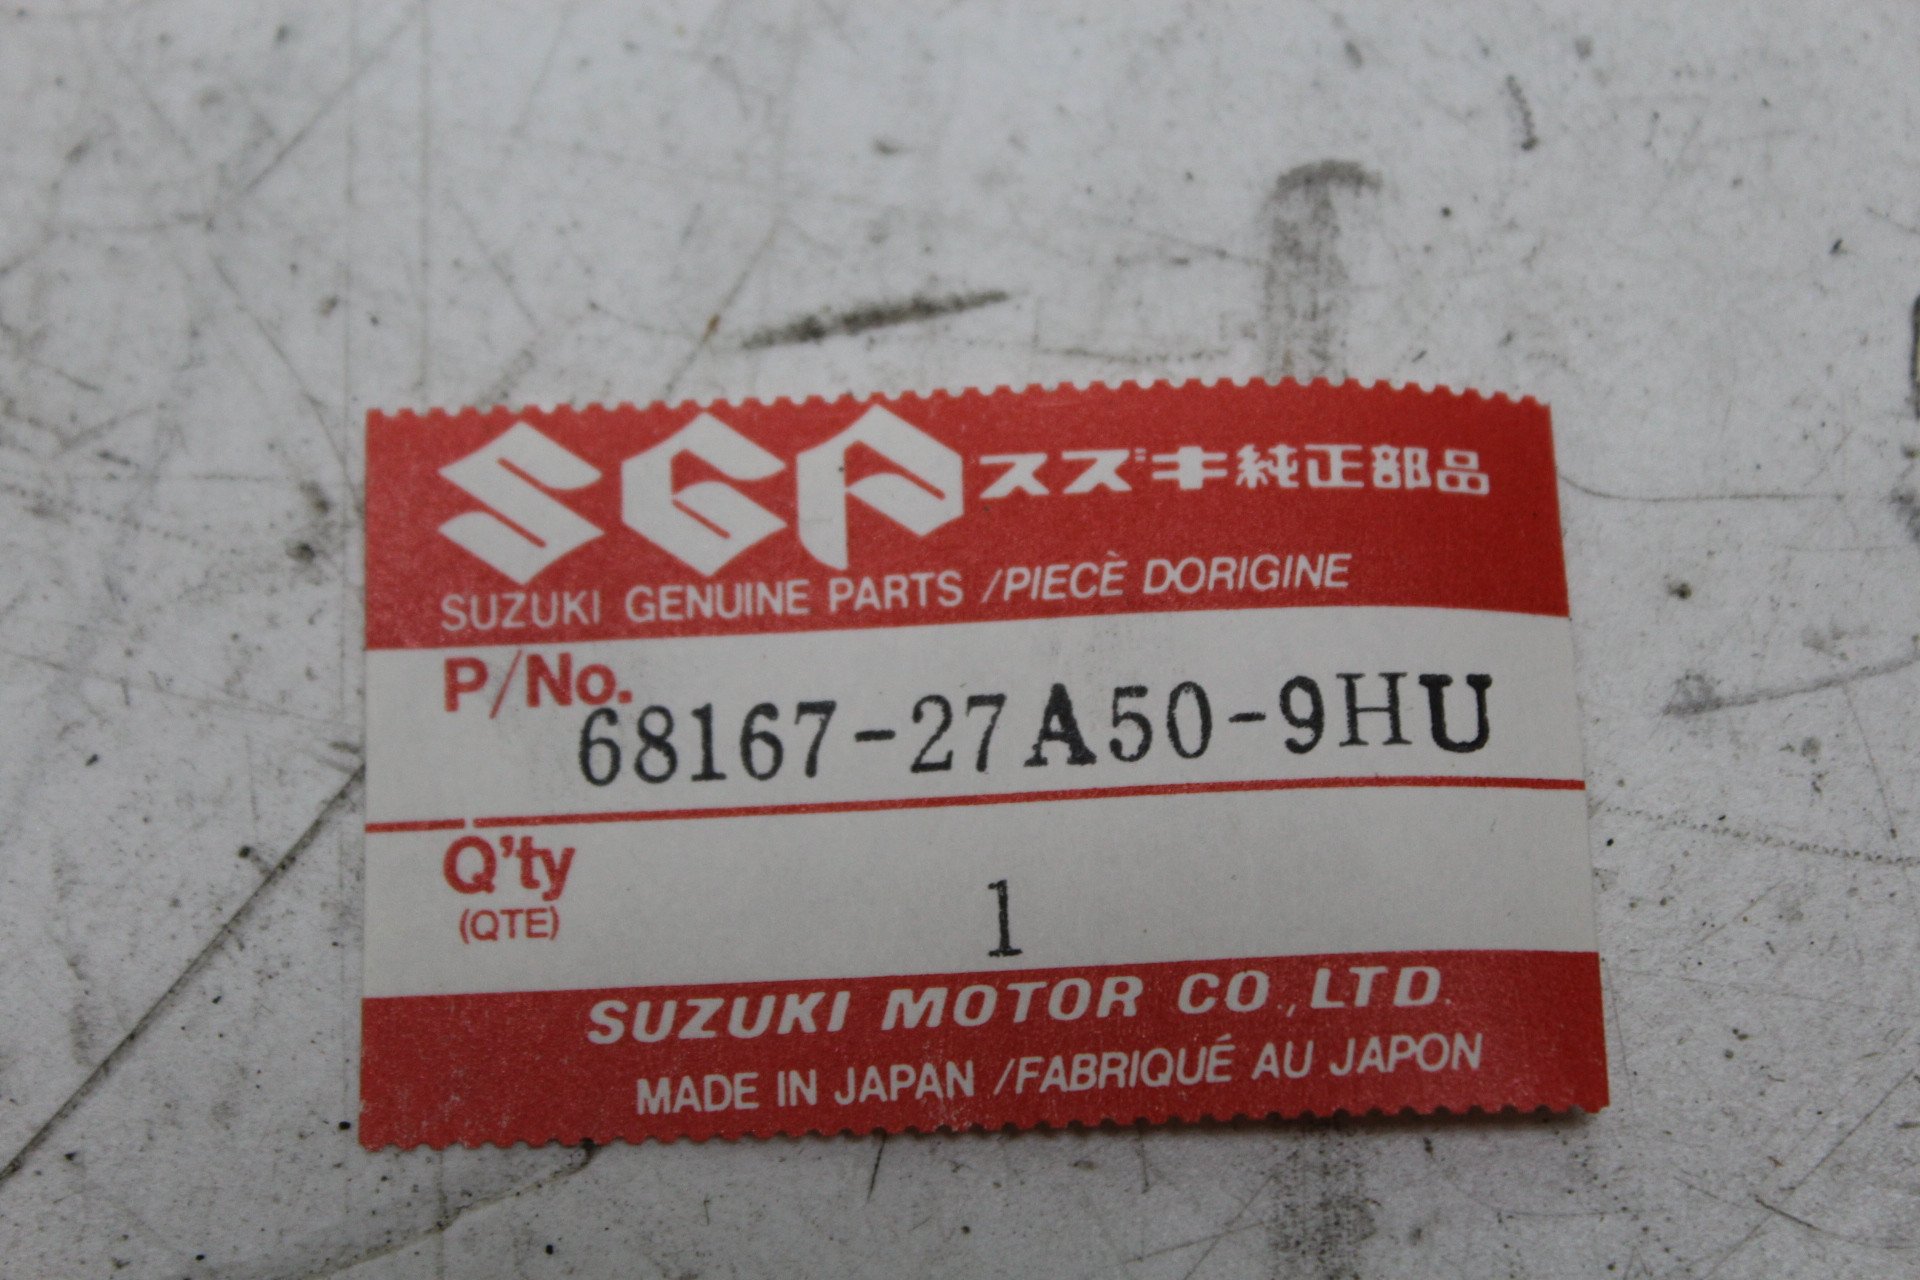 SGP スズキ純正部品
SUZUKI GENUINE PARTS /PIECÈ DORIGINE
P/No. 68167-27A50-9HU
Q'ty 1
(QTE)
SUZUKI MOTOR CO.,LTD.
MADE IN JAPAN /FABRIQUÉ AU JAPON